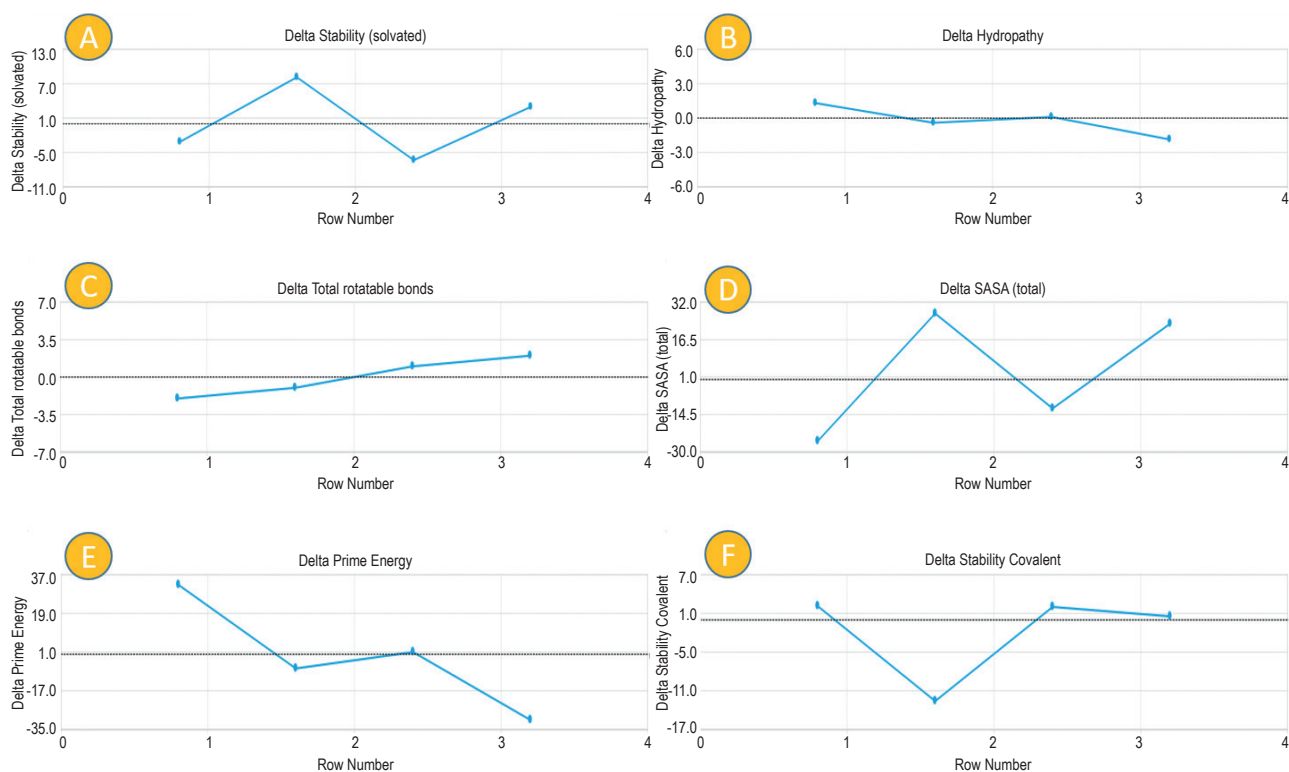 A
Delta Stability (solvated)
Delta Stability (solvated)
13.0
7.0
1.0
-5.0
-11.0
0 1 2 3 4
Row Number
B
Delta Hydropathy
Delta Hydropathy
6.0
3.0
0.0
-3.0
-6.0
0 1 2 3 4
Row Number
C
Delta Total rotatable bonds
Delta Total rotatable bonds
7.0
3.5
0.0
-3.5
-7.0
0 1 2 3 4
Row Number
D
Delta SASA (total)
Delta SASA (total)
32.0
16.5
1.0
-14.5
-30.0
0 1 2 3 4
Row Number
E
Delta Prime Energy
Delta Prime Energy
37.0
19.0
1.0
-17.0
-35.0
0 1 2 3 4
Row Number
F
Delta Stability Covalent
Delta Stability Covalent
7.0
1.0
-5.0
-11.0
-17.0
0 1 2 3 4
Row Number